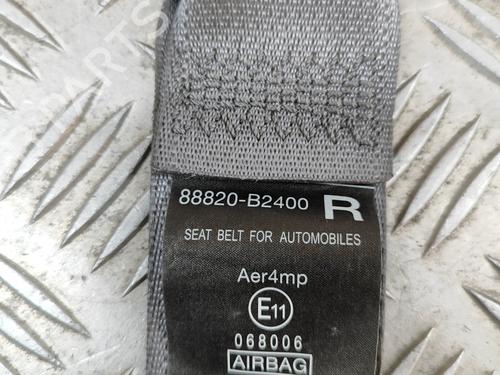 88820-B2400 R
SEAT BELT FOR AUTOMOBILES
Aer4mp
E11
068006
AIRBAG